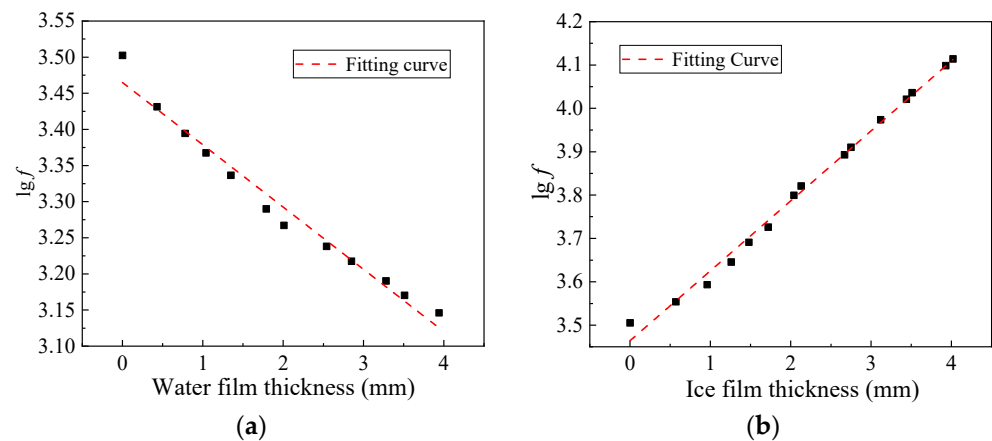 3.55
3.50
3.45
3.40
3.35
3.30
3.25
3.20
3.15
3.10
lg f
Fitting curve
0 1 2 3 4
Water film thickness (mm)
(a)
4.2
4.1
4.0
3.9
3.8
3.7
3.6
3.5
lg f
Fitting Curve
0 1 2 3 4
Ice film thickness (mm)
(b)